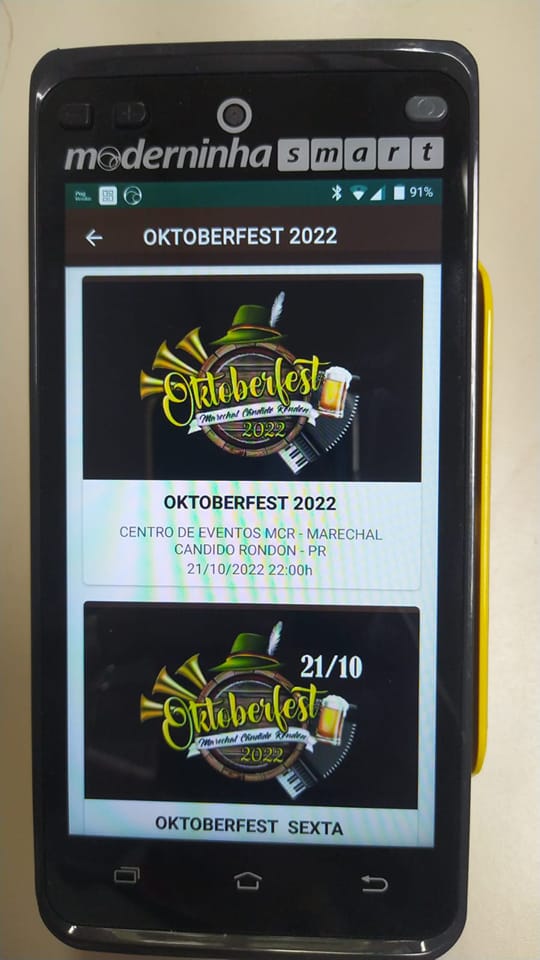 moderninha smart
91%
OKTOBERFEST 2022
Oktoberfest
Marechal Cândido Rondon
2022
OKTOBERFEST 2022
CENTRO DE EVENTOS MCR - MARECHAL
CANDIDO RONDON - PR
21/10/2022 22:00h
21/10
Oktoberfest
Marechal Cândido Rondon
2022
OKTOBERFEST SEXTA